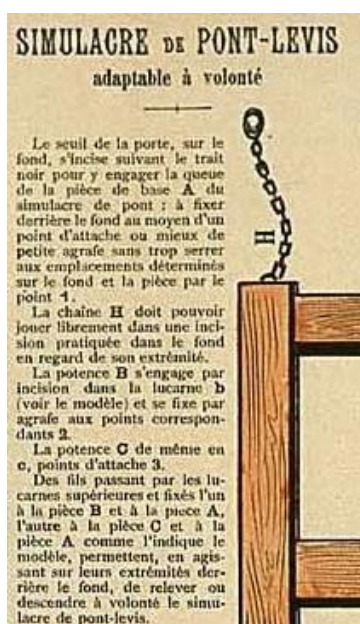 SIMULACRE DE PONT-LEVIS
adaptable à volonté
Le seuil de la porte, sur le
fond, s'incise suivant le trait
noir pour y engager la queue
de la pièce de base A du
simulacre de pont : à fixer
derrière le fond au moyen d'un
point d'attache ou mieux de
petite agrafe sans trop serrer
aux emplacements déterminés
sur le fond et la pièce par le
point 1.
La chaîne H doit pouvoir
jouer librement dans une inci-
sion pratiquée dans le fond
en regard de son extrémité.
La potence B s'engage par
incision dans la lucarne b
(voir le modèle) et se fixe par
agrafe aux points correspon-
dants 2.
La potence C de même en
c, points d'attache 3.
Des fils passant par les lu-
carnes supérieures et fixés l'un
à la pièce B et à la pièce A,
l'autre à la pièce C et à la
pièce A comme l'indique le
modèle, permettent, en agis-
sant sur leurs extrémités der-
rière le fond, de relever ou
descendre à volonté le simu-
lacre de pont-levis.
H